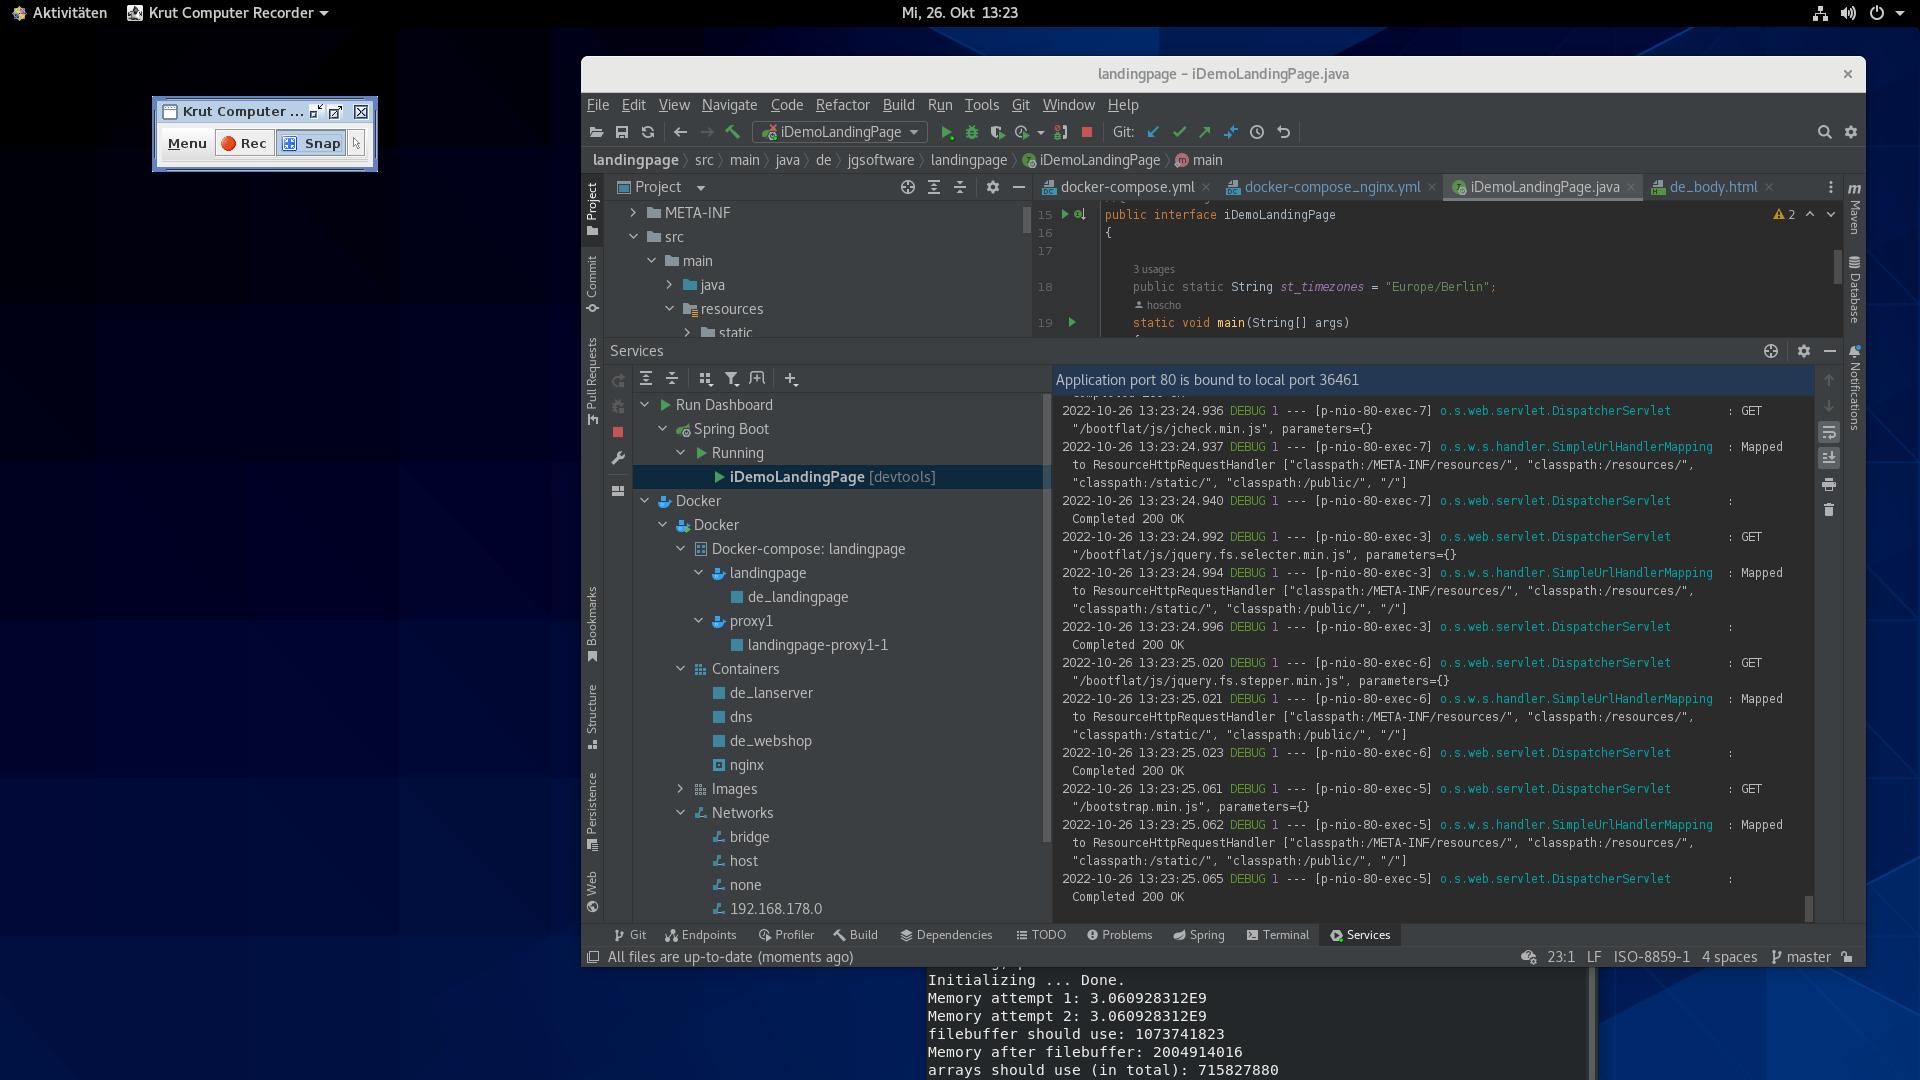 Aktivitäten
Krut Computer Recorder
Mi, 26. Okt 13:23
Krut Computer ...
Menu
Rec
Snap
landingpage – iDemoLandingPage.java
File Edit View Navigate Code Refactor Build Run Tools Git Window Help
iDemoLandingPage
Git:
landingpage src main java de jgsoftware landingpage iDemoLandingPage main
Project
docker-compose.yml
docker-compose_nginx.yml
iDemoLandingPage.java
de_body.html
META-INF
src
main
java
resources
static
15 public interface iDemoLandingPage
2
16 {
17
3 usages
18 public static String st_timezones = "Europe/Berlin";
hoscho
19 static void main(String[] args)
Project
Commit
Pull Requests
Bookmarks
Structure
Persistence
Web
Maven
Database
Notifications
Services
Run Dashboard
Spring Boot
Running
iDemoLandingPage [devtools]
Docker
Docker
Docker-compose: landingpage
landingpage
de_landingpage
proxy1
landingpage-proxy1-1
Containers
de_lanserver
dns
de_webshop
nginx
Images
Networks
bridge
host
none
192.168.178.0
Application port 80 is bound to local port 36461
2022-10-26 13:23:24.936 DEBUG 1 --- [p-nio-80-exec-7] o.s.web.servlet.DispatcherServlet : GET
"/bootflat/js/jcheck.min.js", parameters={}
2022-10-26 13:23:24.937 DEBUG 1 --- [p-nio-80-exec-7] o.s.w.s.handler.SimpleUrlHandlerMapping : Mapped
to ResourceHttpRequestHandler ["classpath:/META-INF/resources/", "classpath:/resources/",
"classpath:/static/", "classpath:/public/", "/"]
2022-10-26 13:23:24.940 DEBUG 1 --- [p-nio-80-exec-7] o.s.web.servlet.DispatcherServlet :
Completed 200 OK
2022-10-26 13:23:24.992 DEBUG 1 --- [p-nio-80-exec-3] o.s.web.servlet.DispatcherServlet : GET
"/bootflat/js/jquery.fs.selecter.min.js", parameters={}
2022-10-26 13:23:24.994 DEBUG 1 --- [p-nio-80-exec-3] o.s.w.s.handler.SimpleUrlHandlerMapping : Mapped
to ResourceHttpRequestHandler ["classpath:/META-INF/resources/", "classpath:/resources/",
"classpath:/static/", "classpath:/public/", "/"]
2022-10-26 13:23:24.996 DEBUG 1 --- [p-nio-80-exec-3] o.s.web.servlet.DispatcherServlet :
Completed 200 OK
2022-10-26 13:23:25.020 DEBUG 1 --- [p-nio-80-exec-6] o.s.web.servlet.DispatcherServlet : GET
"/bootflat/js/jquery.fs.stepper.min.js", parameters={}
2022-10-26 13:23:25.021 DEBUG 1 --- [p-nio-80-exec-6] o.s.w.s.handler.SimpleUrlHandlerMapping : Mapped
to ResourceHttpRequestHandler ["classpath:/META-INF/resources/", "classpath:/resources/",
"classpath:/static/", "classpath:/public/", "/"]
2022-10-26 13:23:25.023 DEBUG 1 --- [p-nio-80-exec-6] o.s.web.servlet.DispatcherServlet :
Completed 200 OK
2022-10-26 13:23:25.061 DEBUG 1 --- [p-nio-80-exec-5] o.s.web.servlet.DispatcherServlet : GET
"/bootstrap.min.js", parameters={}
2022-10-26 13:23:25.062 DEBUG 1 --- [p-nio-80-exec-5] o.s.w.s.handler.SimpleUrlHandlerMapping : Mapped
to ResourceHttpRequestHandler ["classpath:/META-INF/resources/", "classpath:/resources/",
"classpath:/static/", "classpath:/public/", "/"]
2022-10-26 13:23:25.065 DEBUG 1 --- [p-nio-80-exec-5] o.s.web.servlet.DispatcherServlet :
Completed 200 OK
Git Endpoints Profiler Build Dependencies TODO Problems Spring Terminal Services
All files are up-to-date (moments ago)
23:1 LF ISO-8859-1 4 spaces master
Initializing ... Done.
Memory attempt 1: 3.060928312E9
Memory attempt 2: 3.060928312E9
filebuffer should use: 1073741823
Memory after filebuffer: 2004914016
arrays should use (in total): 715827880